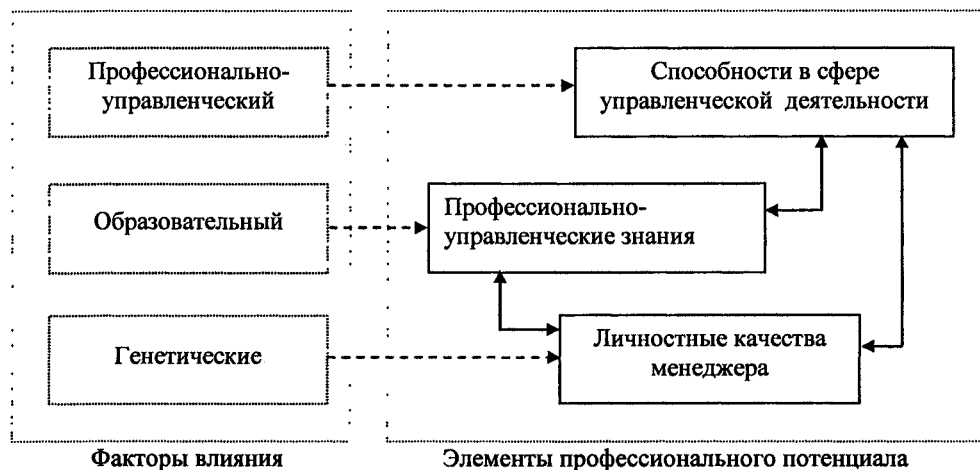 Профессионально-
управленческий
Способности в сфере
управленческой деятельности
Образовательный
Профессионально-
управленческие знания
Генетические
Личностные качества
менеджера
Факторы влияния
Элементы профессионального потенциала